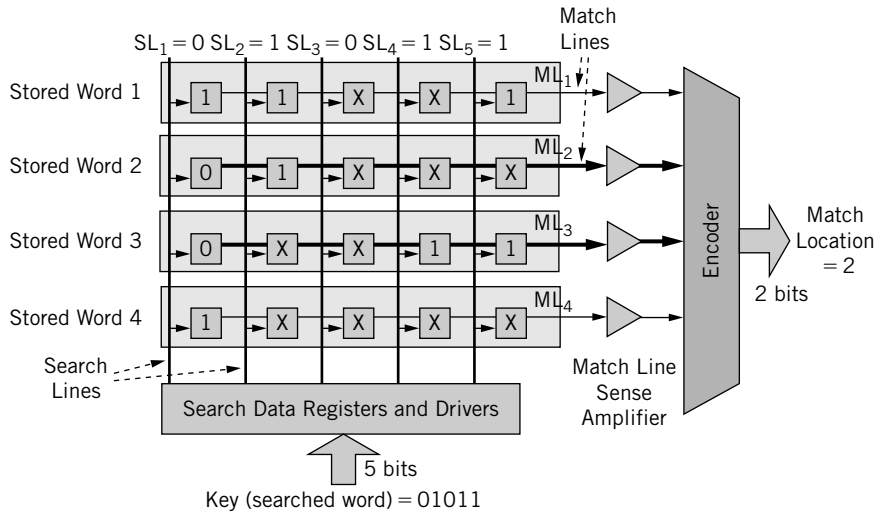 Match
Lines
SL1 = 0 SL2 = 1 SL3 = 0 SL4 = 1 SL5 = 1
ML1
Stored Word 1
1 1 X X 1
ML2
Stored Word 2
0 1 X X X
ML3
Stored Word 3
0 X X 1 1
ML4
Stored Word 4
1 X X X X
Encoder
Match
Location
= 2
2 bits
Search
Lines
Match Line
Sense
Amplifier
Search Data Registers and Drivers
5 bits
Key (searched word) = 01011